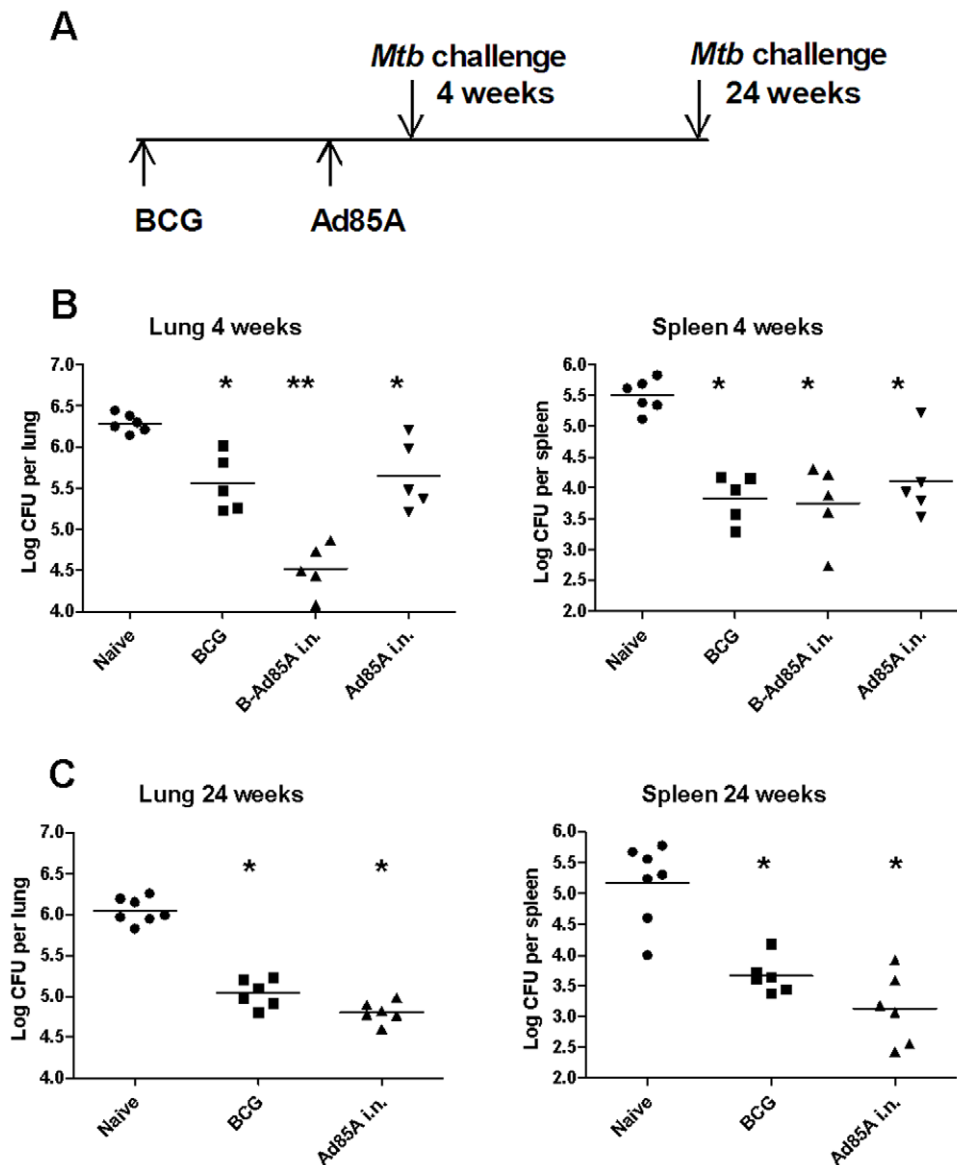 A
Mtb challenge
4 weeks
Mtb challenge
24 weeks
BCG
Ad85A
B
Lung 4 weeks
Log CFU per lung
7.0
6.5
6.0
5.5
5.0
4.5
4.0
*
**
*
Naive
BCG
B-Ad85A i.n.
Ad85A i.n.
Spleen 4 weeks
Log CFU per spleen
6.0
5.5
5.0
4.5
4.0
3.5
3.0
2.5
2.0
*
*
*
Naive
BCG
B-Ad85A i.n.
Ad85A i.n.
C
Lung 24 weeks
Log CFU per lung
7.0
6.5
6.0
5.5
5.0
4.5
4.0
*
*
Naive
BCG
Ad85A i.n.
Spleen 24 weeks
Log CFU per spleen
6.0
5.5
5.0
4.5
4.0
3.5
3.0
2.5
2.0
*
*
Naive
BCG
Ad85A i.n.